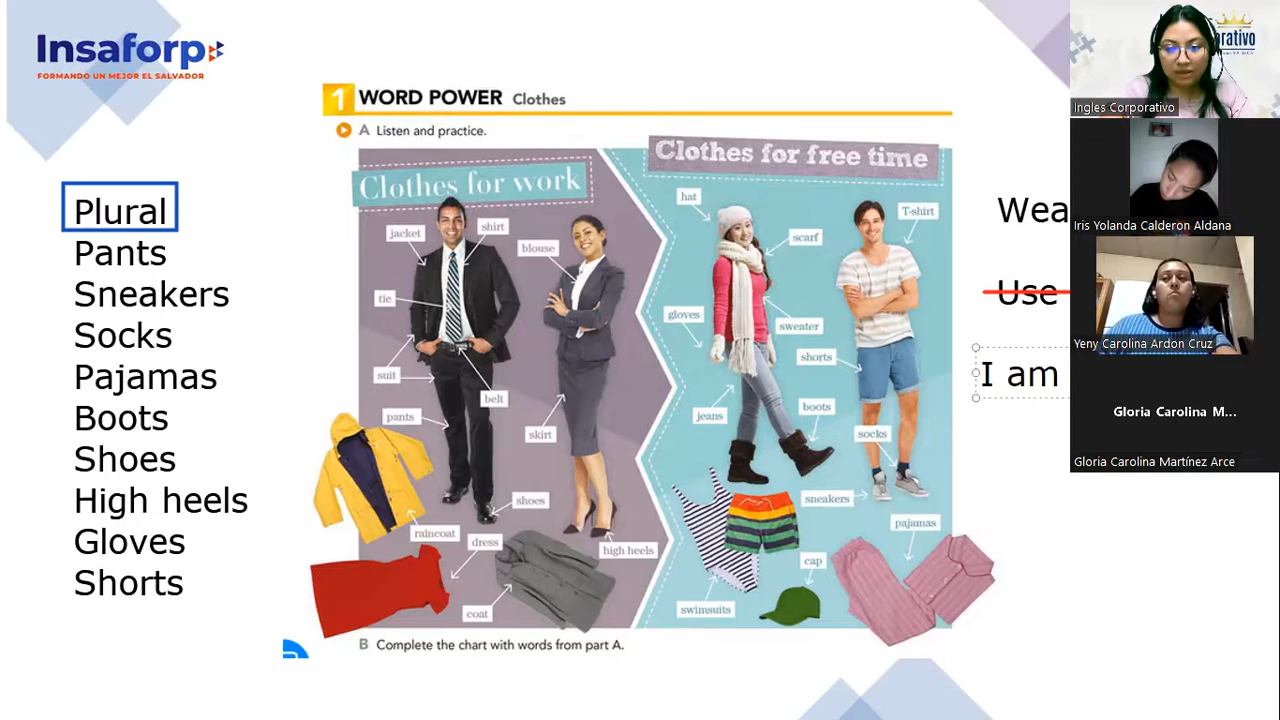 Insaforp
FORMANDO UN MEJOR EL SALVADOR
Plural
Pants
Sneakers
Socks
Pajamas
Boots
Shoes
High heels
Gloves
Shorts
1 WORD POWER Clothes
A Listen and practice.
Clothes for work
jacket
shirt
blouse
tie
suit
belt
pants
skirt
shoes
raincoat
dress
high heels
coat
Clothes for free time
hat
T-shirt
scarf
gloves
sweater
shorts
jeans
boots
socks
sneakers
pajamas
cap
swimsuits
B Complete the chart with words from part A.
Wea
Use
I am
Ingles Corporativo
Iris Yolanda Calderon Aldana
Yeny Carolina Ardon Cruz
Gloria Carolina M...
Gloria Carolina Martínez Arce